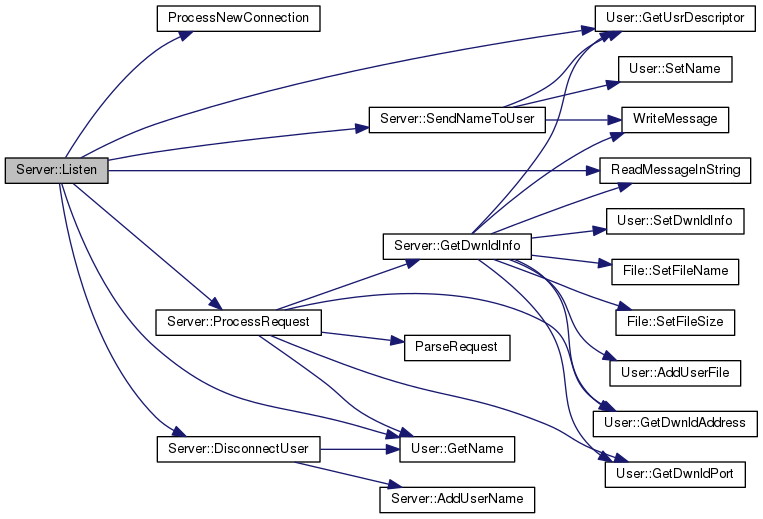 ProcessNewConnection
User::GetUsrDescriptor
User::SetName
Server::SendNameToUser
WriteMessage
Server::Listen
ReadMessageInString
User::SetDwnldInfo
Server::GetDwnldInfo
File::SetFileName
Server::ProcessRequest
File::SetFileSize
ParseRequest
User::AddUserFile
User::GetDwnldAddress
Server::DisconnectUser
User::GetName
User::GetDwnldPort
Server::AddUserName